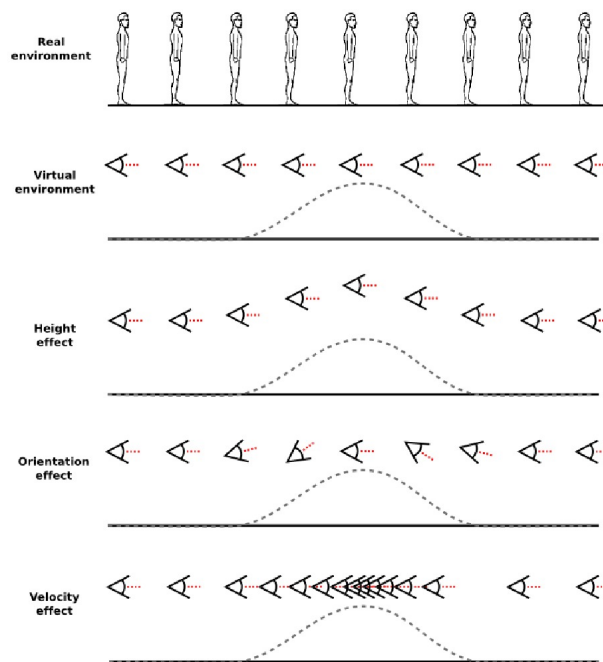 Real
environment
Virtual
environment
Height
effect
Orientation
effect
Velocity
effect